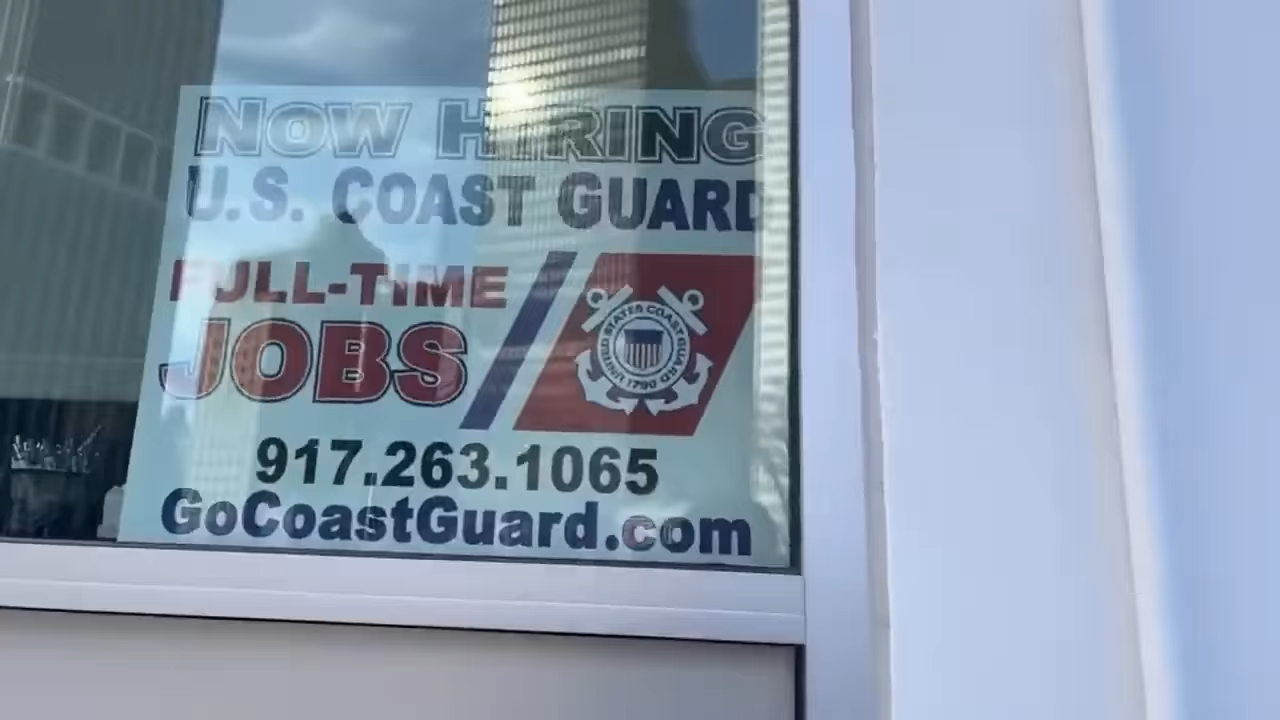 NOW HIRING
U.S. COAST GUARD
FULL-TIME
JOBS
UNITED STATES COAST GUARD
1790
917.263.1065
GoCoastGuard.com